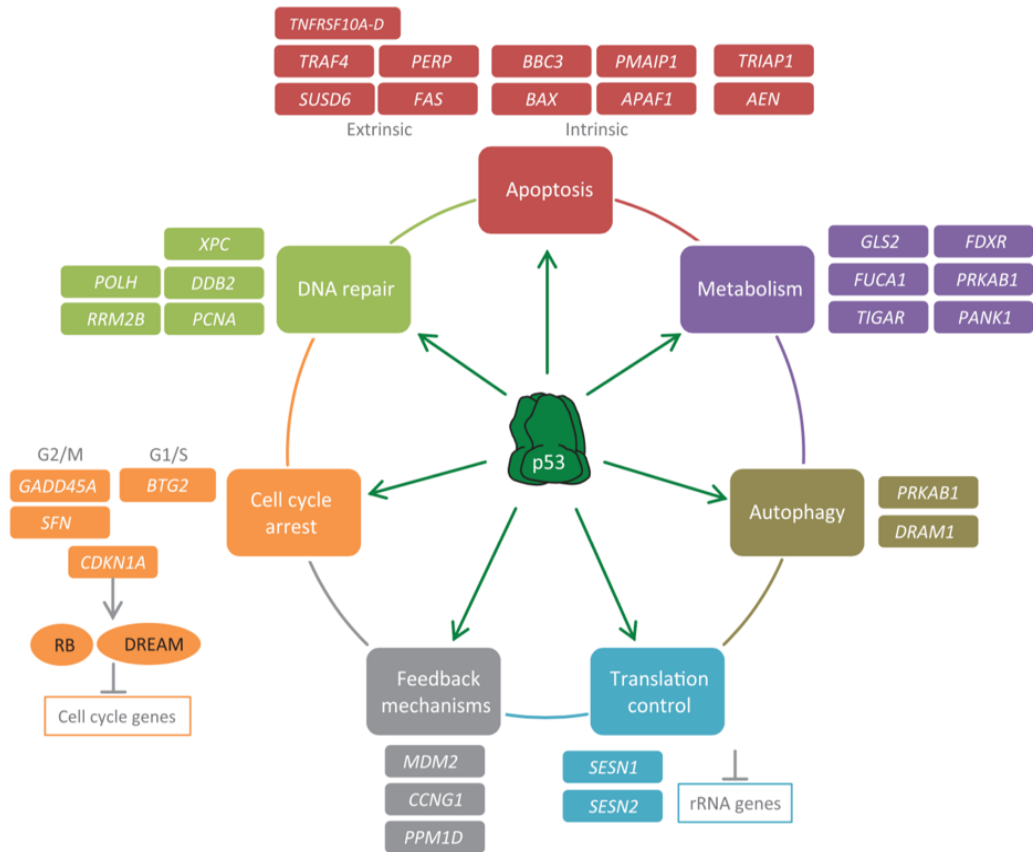 TNFRSF10A-D
TRAF4 PERP BBC3 PMAIP1 TRIAP1
SUSD6 FAS BAX APAF1 AEN
Extrinsic Intrinsic
Apoptosis
XPC
POLH DDB2
RRM2B PCNA
DNA repair
Metabolism
GLS2 FDXR
FUCA1 PRKAB1
TIGAR PANK1
p53
G2/M G1/S
GADD45A BTG2
SFN
CDKN1A
RB DREAM
Cell cycle genes
Cell cycle
arrest
Autophagy
PRKAB1
DRAM1
Feedback
mechanisms
MDM2
CCNG1
PPM1D
Translation
control
SESN1
SESN2
rRNA genes